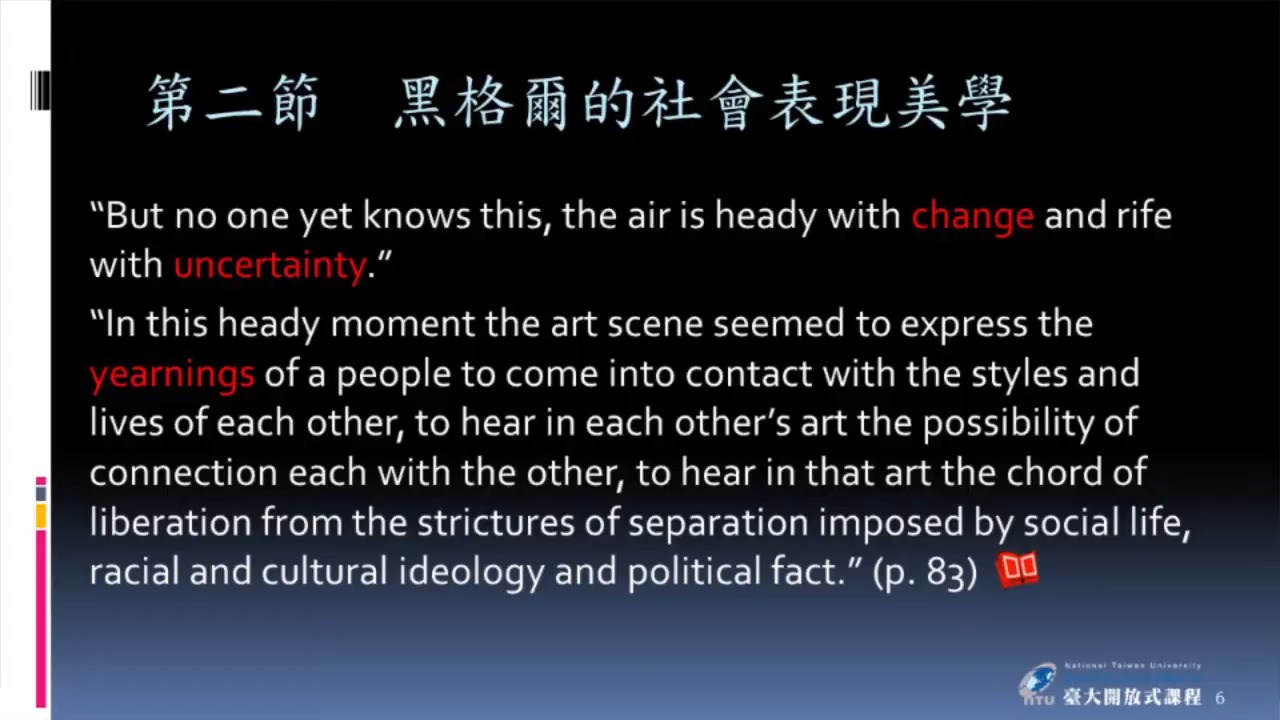 第二節 黑格爾的社會表現美學
“But no one yet knows this, the air is heady with change and rife
with uncertainty.”
“In this heady moment the art scene seemed to express the
yearnings of a people to come into contact with the styles and
lives of each other, to hear in each other’s art the possibility of
connection each with the other, to hear in that art the chord of
liberation from the strictures of separation imposed by social life,
racial and cultural ideology and political fact.” (p. 83)
National Taiwan University
NTU 臺大開放式課程 6